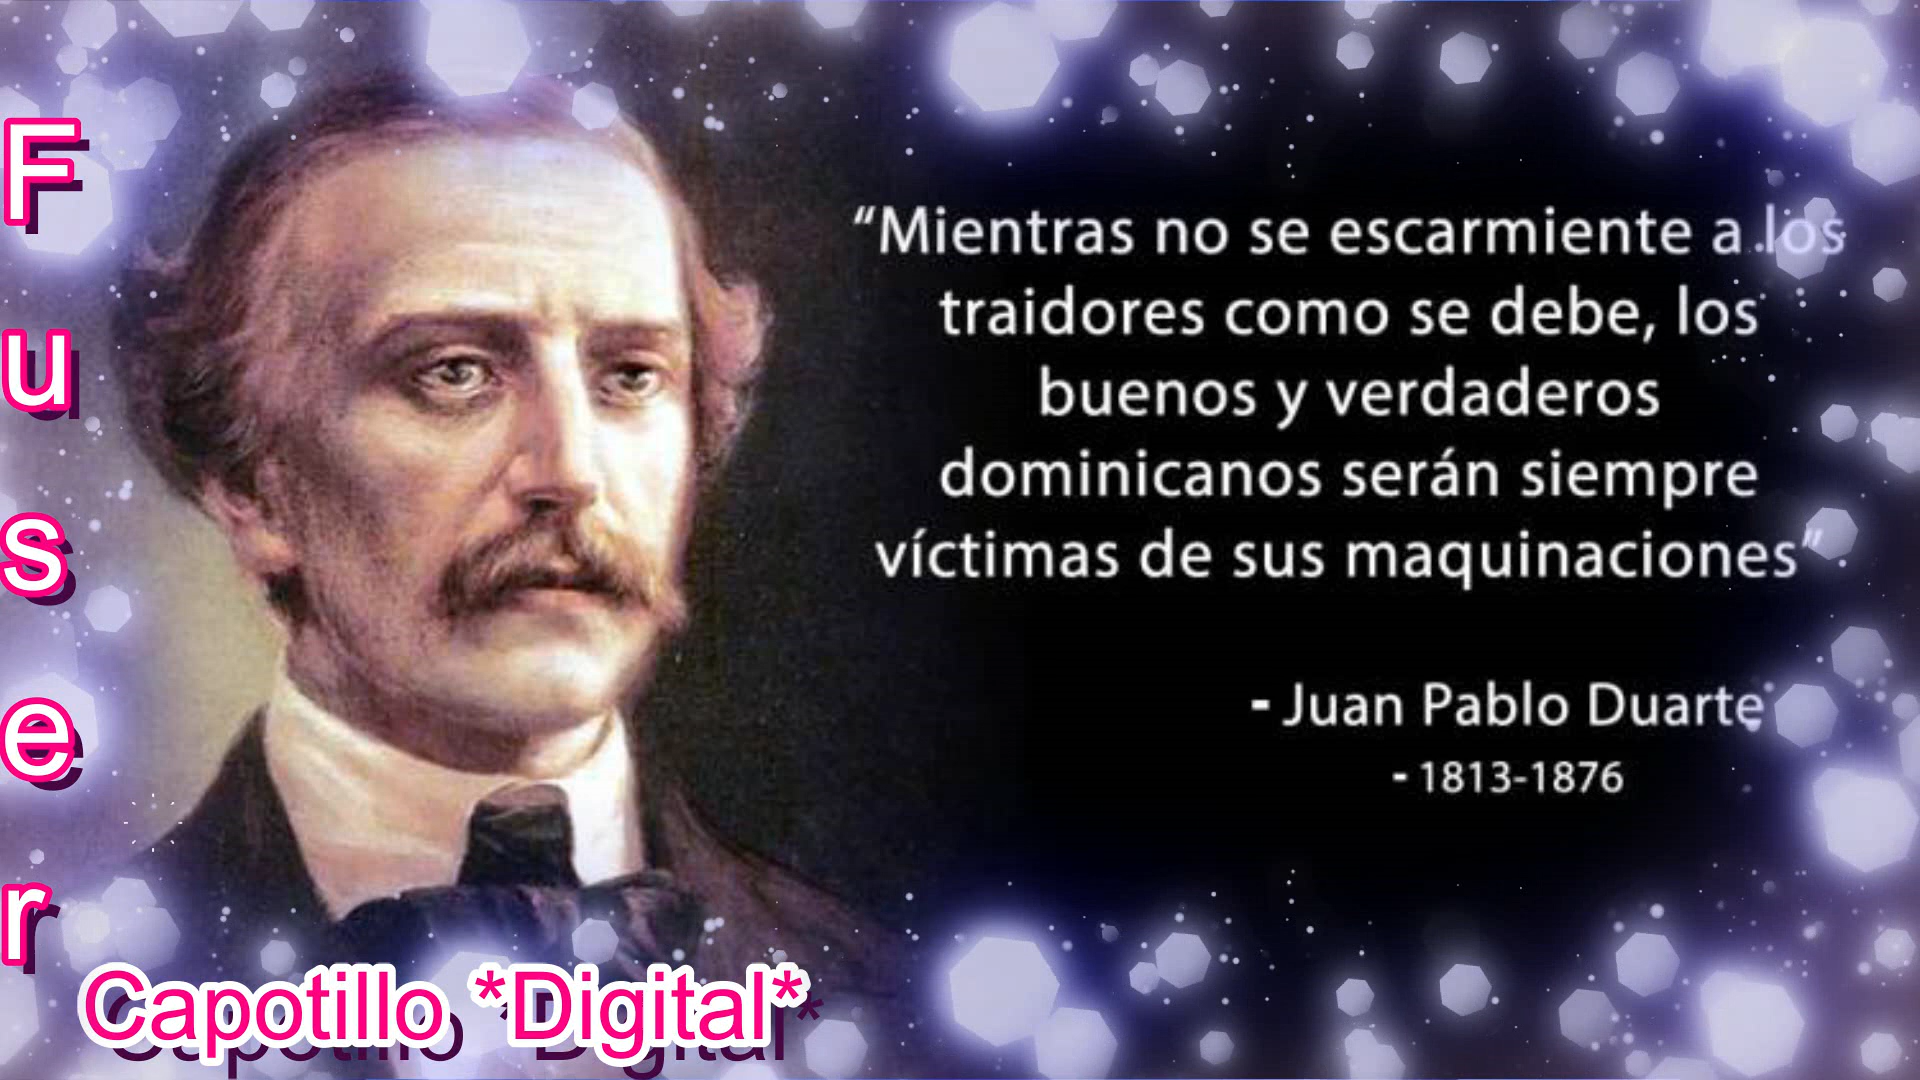 Fuser
“Mientras no se escarmiente a los
traidores como se debe, los
buenos y verdaderos
dominicanos serán siempre
víctimas de sus maquinaciones”
- Juan Pablo Duarte
- 1813-1876
Capotillo *Digital*